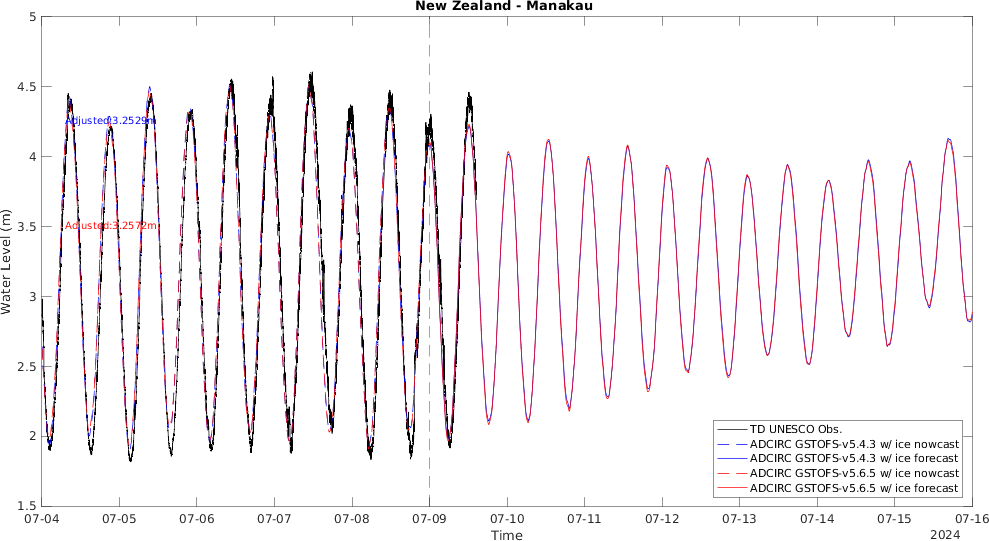 New Zealand - Manakau
5
4.5
4
3.5
3
2.5
2
1.5
Water Level (m)
Adjusted:3.2529m
Adjusted:3.2572m
TD UNESCO Obs.
ADCIRC GSTOFS-v5.4.3 w/ ice nowcast
ADCIRC GSTOFS-v5.4.3 w/ ice forecast
ADCIRC GSTOFS-v5.6.5 w/ ice nowcast
ADCIRC GSTOFS-v5.6.5 w/ ice forecast
07-04 07-05 07-06 07-07 07-08 07-09 07-10 07-11 07-12 07-13 07-14 07-15 07-16
Time
2024